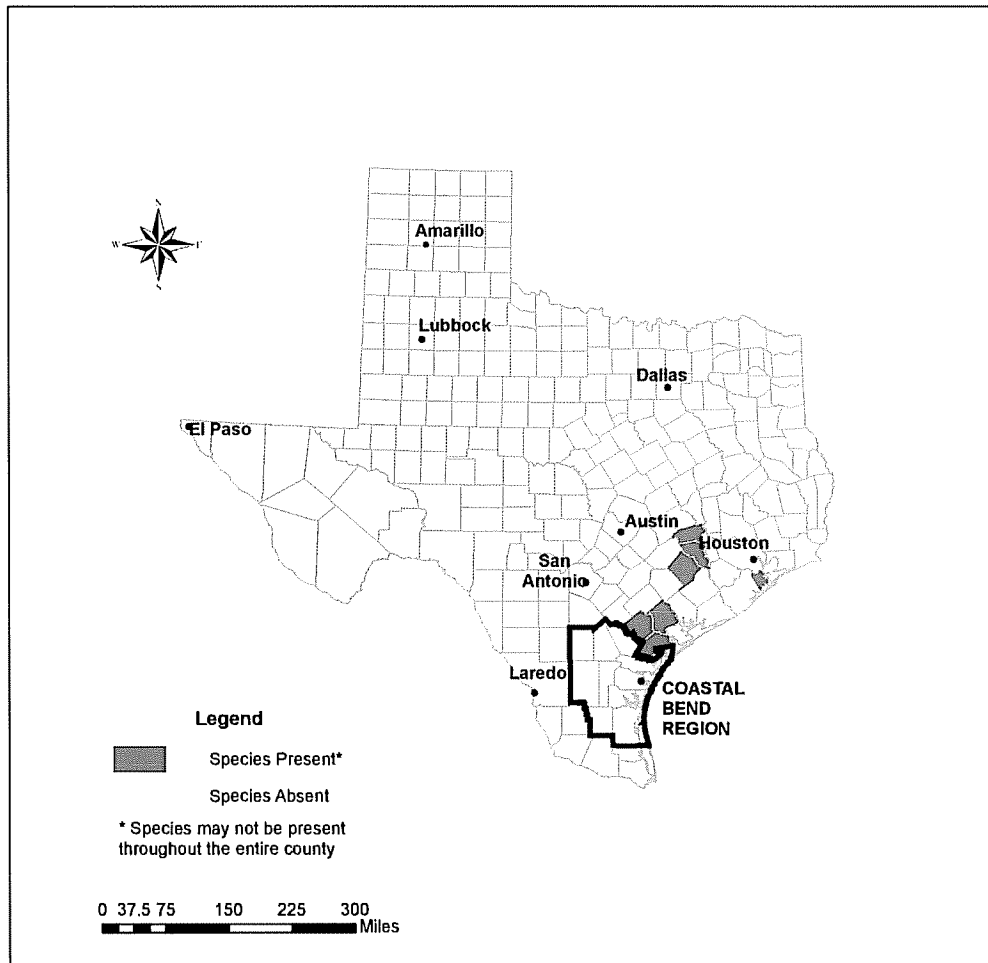 N
W
E
S
Amarillo
Lubbock
Dallas
El Paso
Austin
Houston
San
Antonio
Laredo
COASTAL
BEND
REGION
Legend
Species Present*
Species Absent
* Species may not be present
throughout the entire county
0 37.5 75 150 225 300
Miles